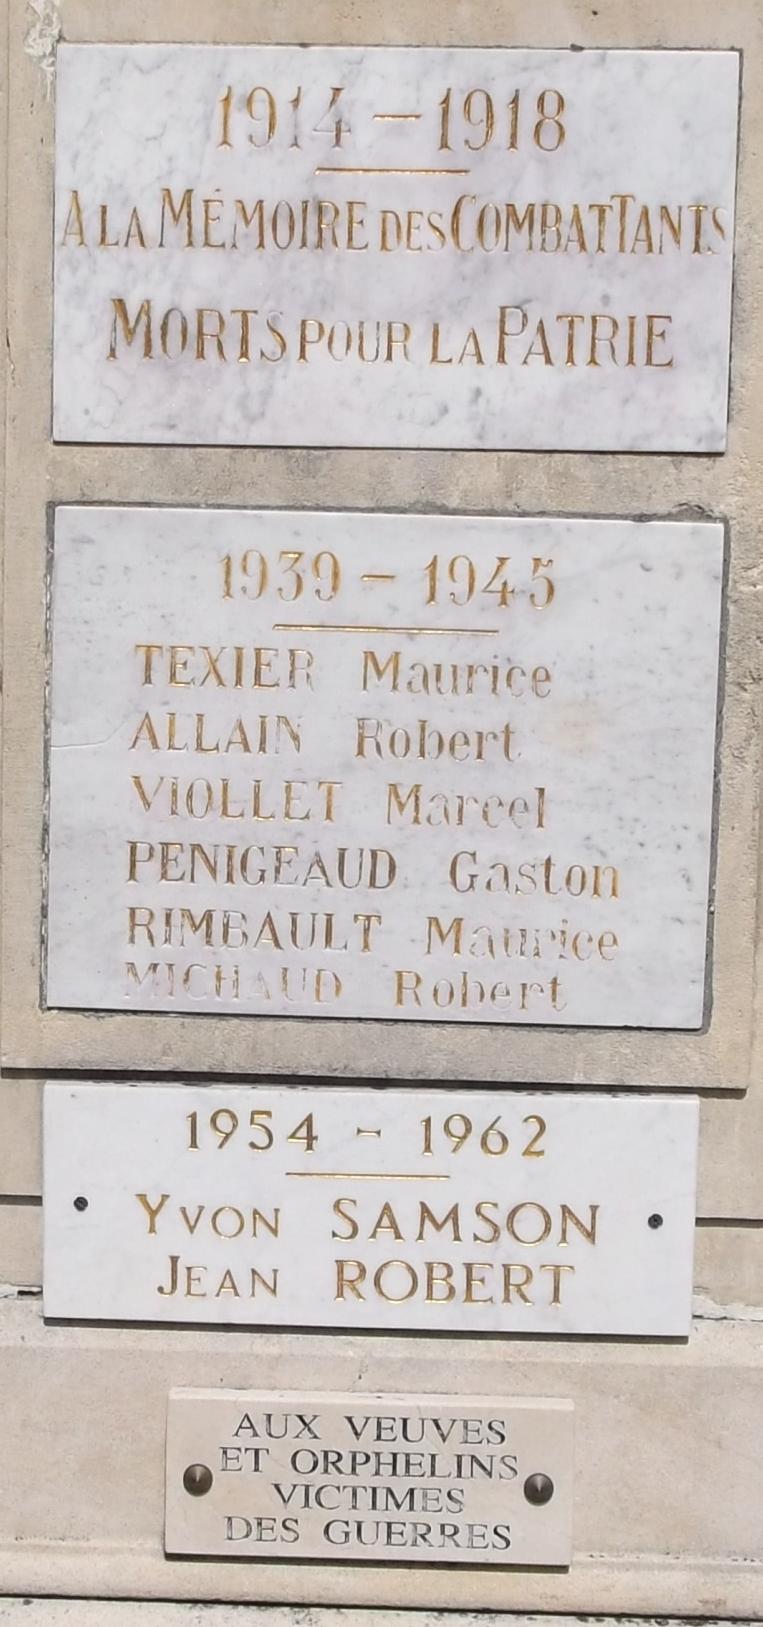 1914 - 1918
A LA MÉMOIRE DES COMBATTANTS
MORTS POUR LA PATRIE
1939 - 1945
TEXIER Maurice
ALLAIN Robert
VIOLLET Marcel
PENIGEAUD Gaston
RIMBAULT Maurice
MICHAUD Robert
1954 - 1962
YVON SAMSON
JEAN ROBERT
AUX VEUVES
ET ORPHELINS
VICTIMES
DES GUERRES